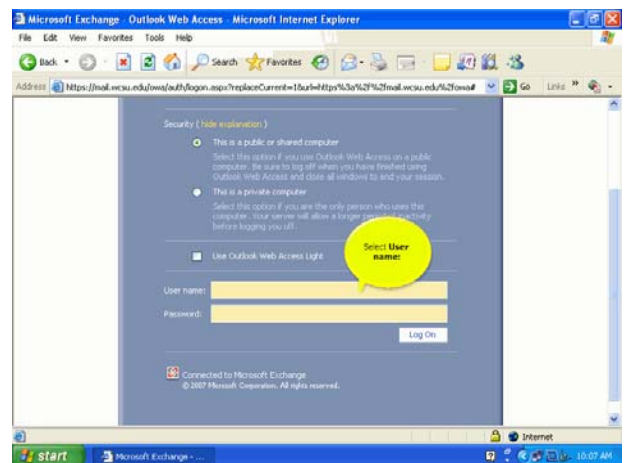 Microsoft Exchange - Outlook Web Access - Microsoft Internet Explorer
File Edit View Favorites Tools Help
Back Search Favorites
Address https://mail.wcsu.edu/owa/auth/logon.aspx?replaceCurrent=1&url=https%3a%2f%2fmail.wcsu.edu%2fowa# Go Links »
Security ( hide explanation )
This is a public or shared computer
Select this option if you use Outlook Web Access on a public
computer. Be sure to log off when you have finished using
Outlook Web Access and close all windows to end your session.
This is a private computer
Select this option if you are the only person who uses this
computer. Your server will allow a longer period of inactivity
before logging you off.
Use Outlook Web Access Light
Select User
name:
User name:
Password:
Log On
Connected to Microsoft Exchange
© 2007 Microsoft Corporation. All rights reserved.
Internet
start Microsoft Exchange - ... 10:07 AM